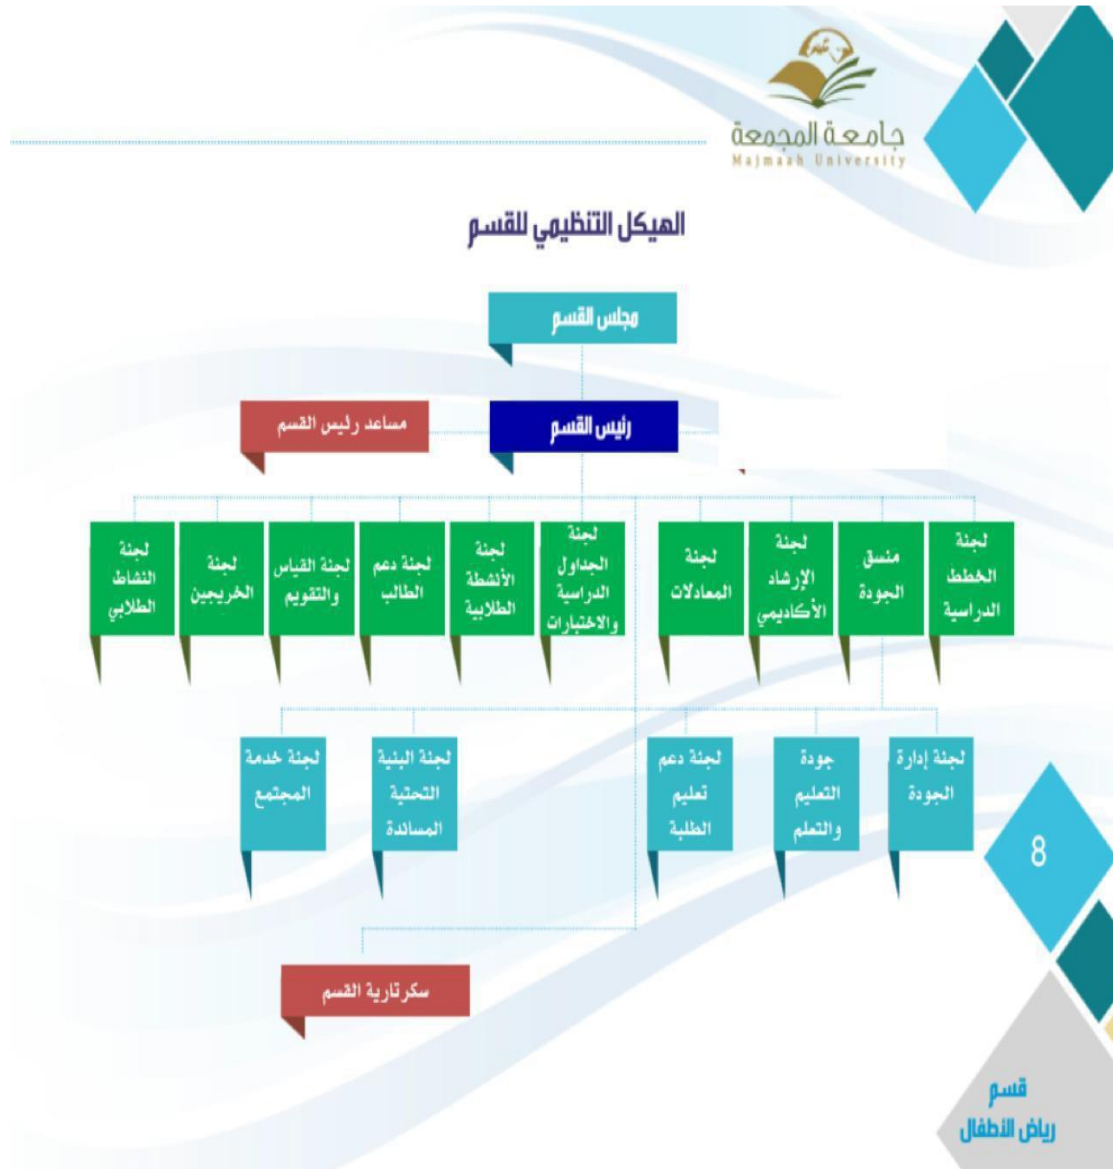 جامعة المجمعة
Majmaah University
الهيكل التنظيمي للقسم
مجلس القسم
رئيس القسم
مساعد رئيس القسم
لجنة
الخطط
الدراسية
منسق
الجودة
لجنة
الإرشاد
الأكاديمي
لجنة
المعادلات
لجنة
الجداول
الدراسية
والاختبارات
لجنة
الأنشطة
الطلابية
لجنة دعم
الطالب
لجنة القياس
والتقويم
لجنة
الخريجين
لجنة
النشاط
الطلابي
لجنة إدارة
الجودة
جودة
التعليم
والتعلم
لجنة دعم
تعليم
الطلبة
لجنة البنية
التحتية
المساندة
لجنة خدمة
المجتمع
سكرتارية القسم
8
قسم
رياض الأطفال